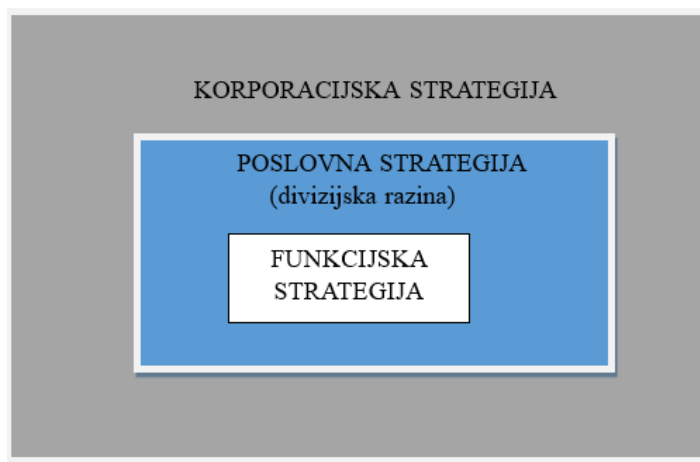 KORPORACIJSKA STRATEGIJA
POSLOVNA STRATEGIJA
(divizijska razina)
FUNKCIJSKA
STRATEGIJA